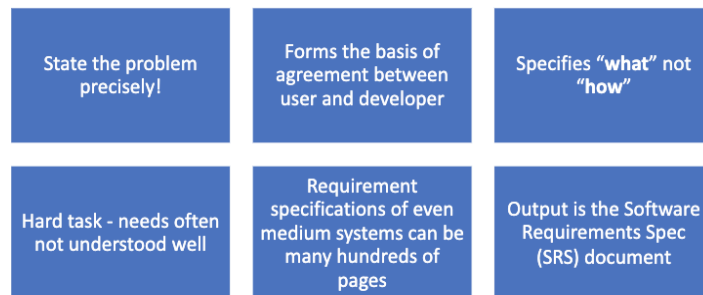 State the problem
precisely!
Forms the basis of
agreement between
user and developer
Specifies “what” not
“how”
Hard task - needs often
not understood well
Requirement
specifications of even
medium systems can be
many hundreds of
pages
Output is the Software
Requirements Spec
(SRS) document